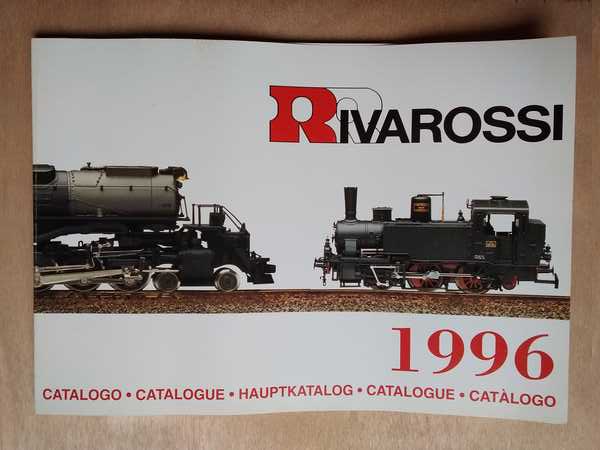 RIVAROSSI
1996
CATALOGO • CATALOGUE • HAUPTKATALOG • CATALOGUE • CATÀLOGO